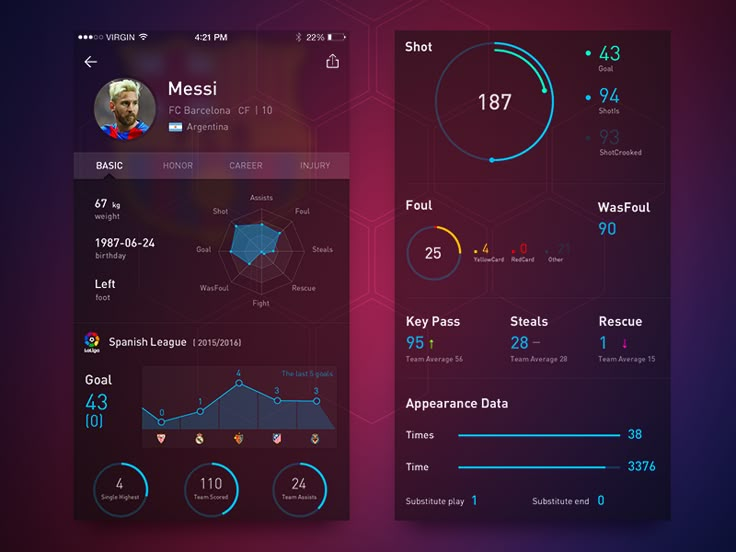 VIRGIN 4:21 PM 22%
Messi
FC Barcelona CF | 10
Argentina
BASIC HONOR CAREER INJURY
67 kg
weight
1987-06-24
birthday
Left
foot
Assists
Shot Foul
Goal Steals
WasFoul Rescue
Fight
LaLiga
Spanish League ( 2015/2016)
Goal
43
(0)
The last 5 goals
0 1 4 3 3
4
Single Highest
110
Team Scored
24
Team Assists
Shot
187
43
Goal
94
ShotIs
93
ShotCrooked
Foul
25
4
YallowCard
0
RedCard
21
Other
WasFoul
90
Key Pass
95
Team Average 56
Steals
28
Team Average 28
Rescue
1
Team Average 15
Appearance Data
Times 38
Time 3376
Substitute play 1 Substitute end 0